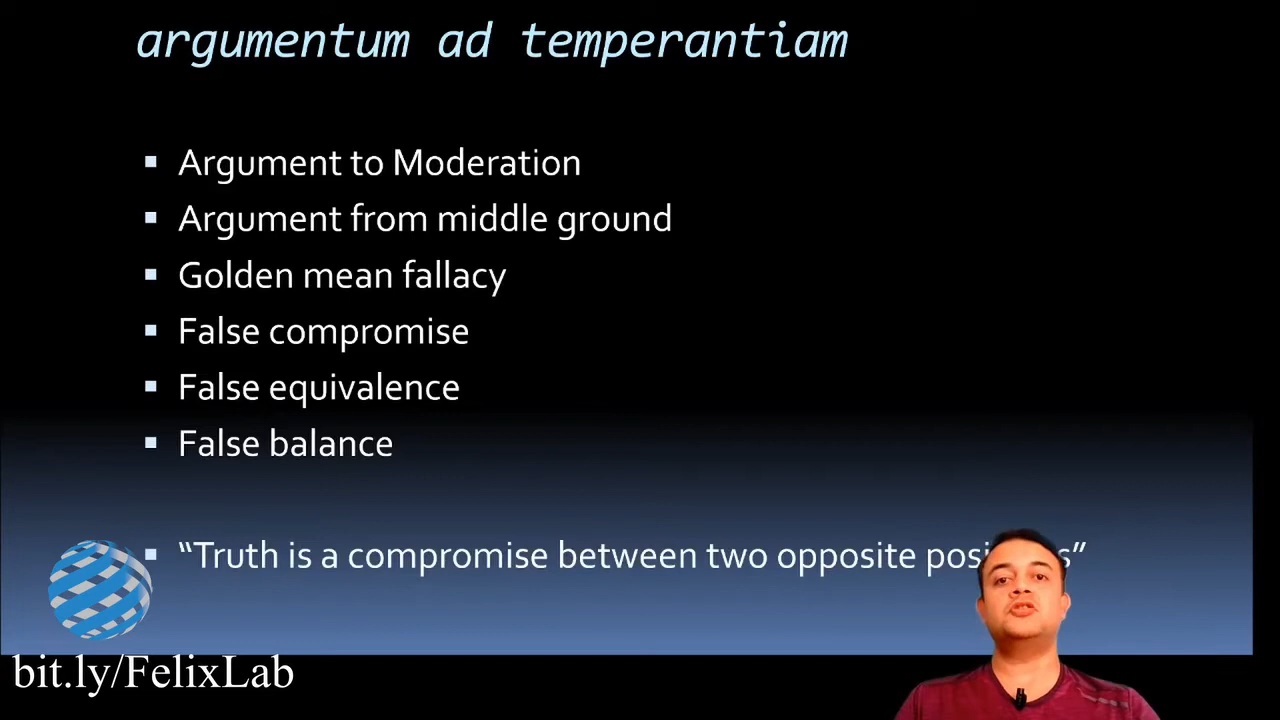 argumentum ad temperantiam
Argument to Moderation
Argument from middle ground
Golden mean fallacy
False compromise
False equivalence
False balance
“Truth is a compromise between two opposite
bit.ly/FelixLab